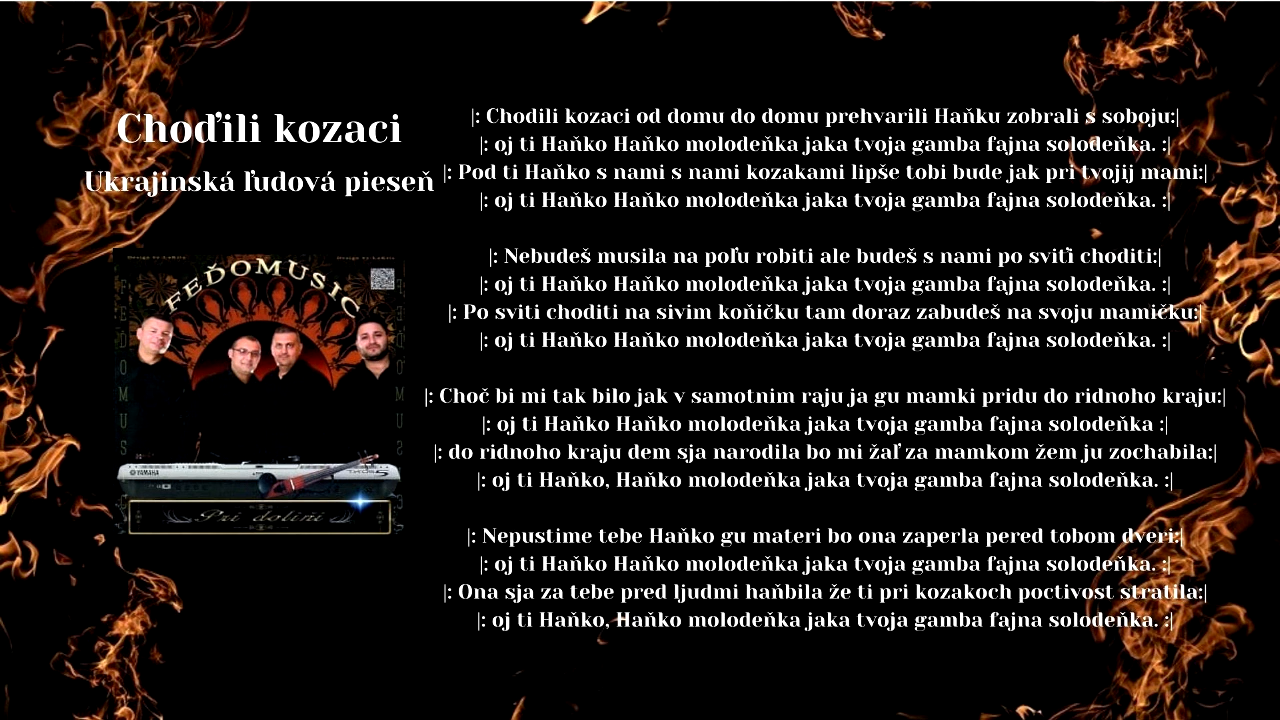 Choďili kozaci
Ukrajinská ľudová pieseň
Design by LaKris
FEĎOMUSIC
FEDOMUS
YAMAHA
Pri doliňi
|: Chodili kozaci od domu do domu prehvarili Haňku zobrali s soboju:|
|: oj ti Haňko Haňko molodeňka jaka tvoja gamba fajna solodeňka. :|
|: Pod ti Haňko s nami s nami kozakami lipše tobi bude jak pri tvojij mami:|
|: oj ti Haňko Haňko molodeňka jaka tvoja gamba fajna solodeňka. :|
|: Nebudeš musila na poľu robiti ale budeš s nami po sviťi choditi:|
|: oj ti Haňko Haňko molodeňka jaka tvoja gamba fajna solodeňka. :|
|: Po sviti choditi na sivim koňičku tam doraz zabudeš na svoju mamičku:|
|: oj ti Haňko Haňko molodeňka jaka tvoja gamba fajna solodeňka. :|
|: Choč bi mi tak bilo jak v samotnim raju ja gu mamki pridu do ridnoho kraju:|
|: oj ti Haňko Haňko molodeňka jaka tvoja gamba fajna solodeňka :|
|: do ridnoho kraju dem sja narodila bo mi žaľ za mamkom žem ju zochabila:|
|: oj ti Haňko, Haňko molodeňka jaka tvoja gamba fajna solodeňka. :|
|: Nepustime tebe Haňko gu materi bo ona zaperla pered tobom dveri:|
|: oj ti Haňko Haňko molodeňka jaka tvoja gamba fajna solodeňka. :|
|: Ona sja za tebe pred ljudmi haňbila že ti pri kozakoch poctivost stratila:|
|: oj ti Haňko, Haňko molodeňka jaka tvoja gamba fajna solodeňka. :|